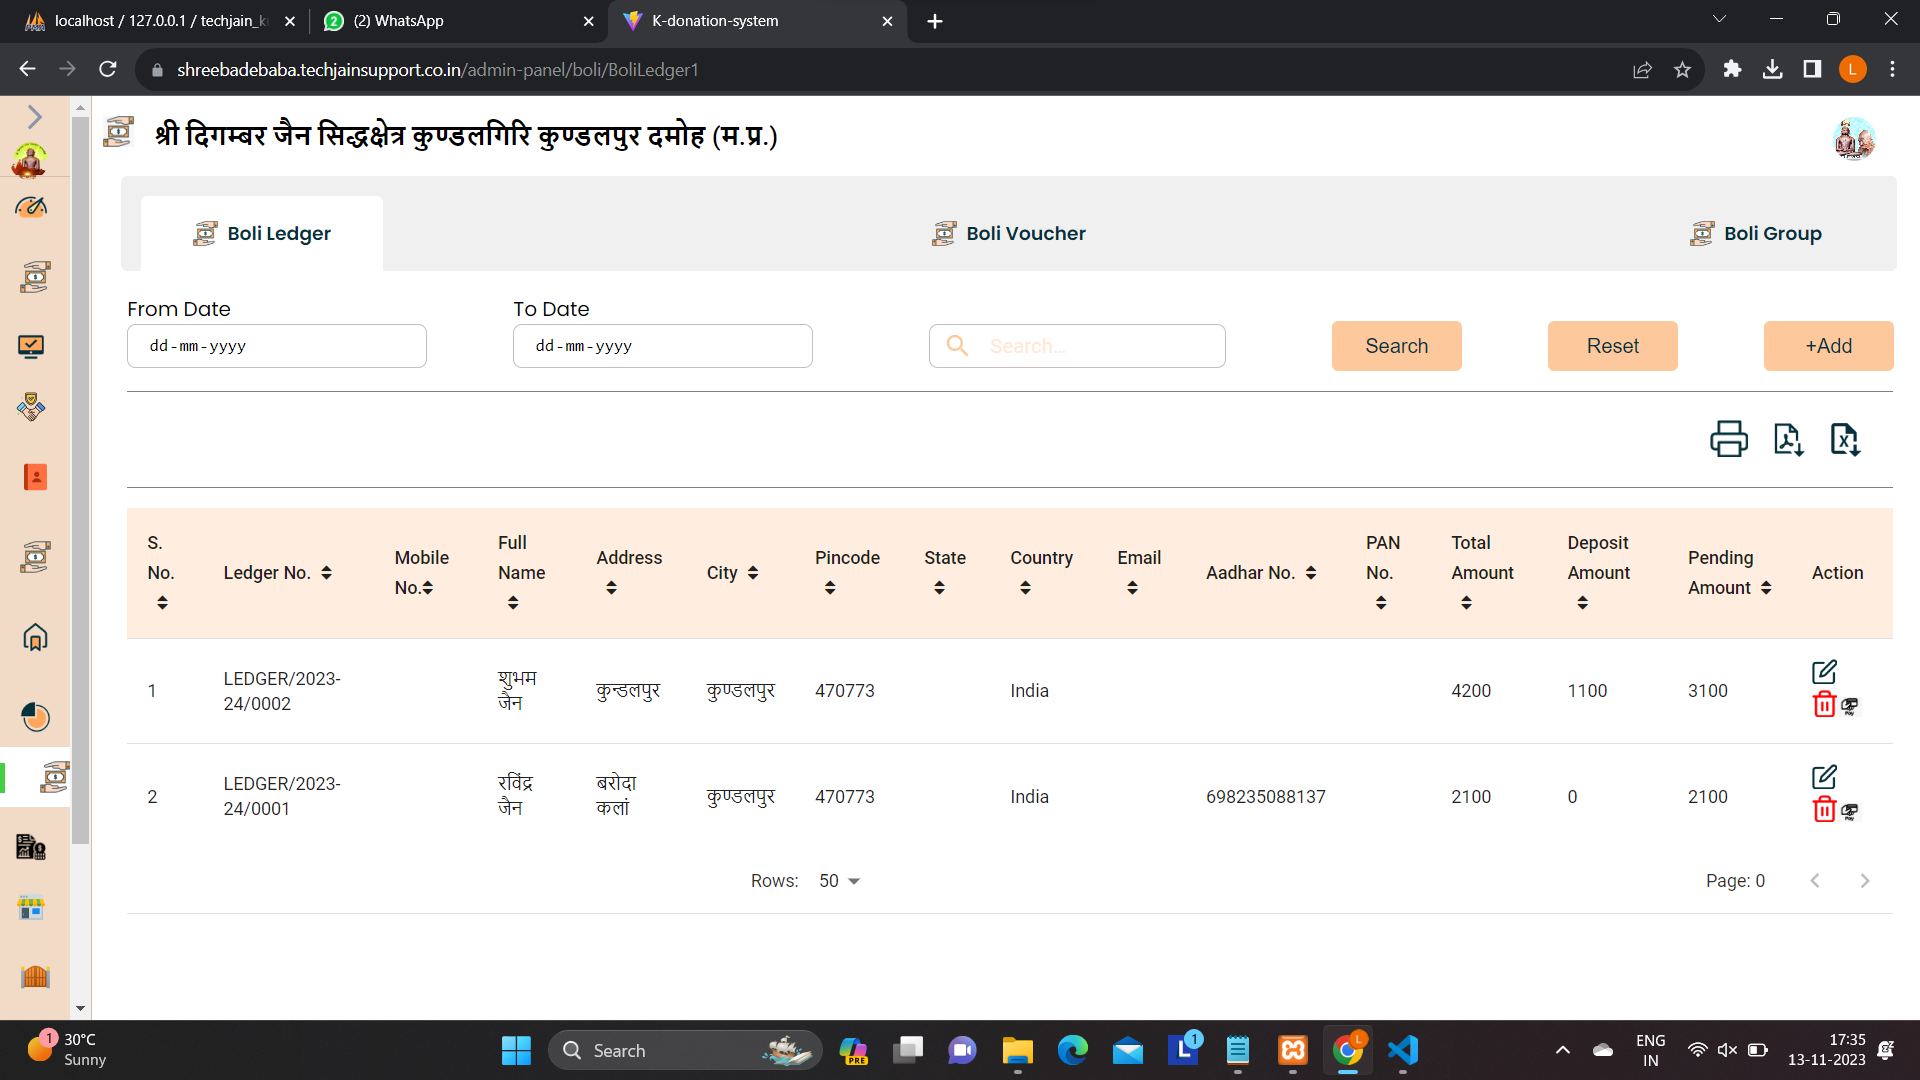 localhost / 127.0.0.1 / techjain_k
(2) WhatsApp
K-donation-system
shreebadebaba.techjainsupport.co.in/admin-panel/boli/BoliLedger1
L
श्री दिगम्बर जैन सिद्धक्षेत्र कुण्डलगिरि कुण्डलपुर दमोह (म.प्र.)
Boli Ledger
Boli Voucher
Boli Group
From Date
To Date
dd-mm-yyyy
dd-mm-yyyy
Search...
Search
Reset
+Add
S. No.
Ledger No.
Mobile No.
Full Name
Address
City
Pincode
State
Country
Email
Aadhar No.
PAN No.
Total Amount
Deposit Amount
Pending Amount
Action
1
LEDGER/2023-24/0002
शुभम जैन
कुन्डलपुर
कुण्डलपुर
470773
India
4200
1100
3100
2
LEDGER/2023-24/0001
रविंद्र जैन
बरोदा कलां
कुण्डलपुर
470773
India
698235088137
2100
0
2100
Rows: 50
Page: 0
1
30°C
Sunny
Search
PRE
L
1
L
ENG
IN
17:35
13-11-2023